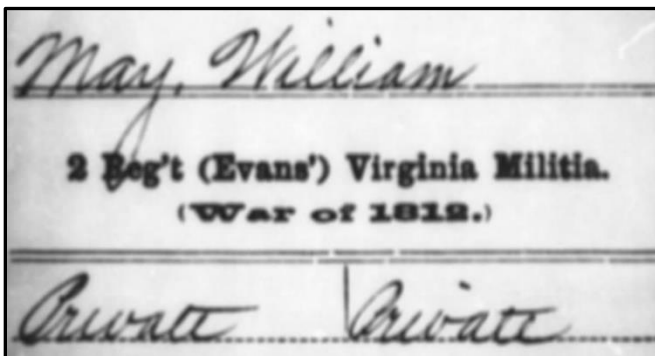 May, William
2 Reg't (Evans') Virginia Militia.
(War of 1812.)
Private Private